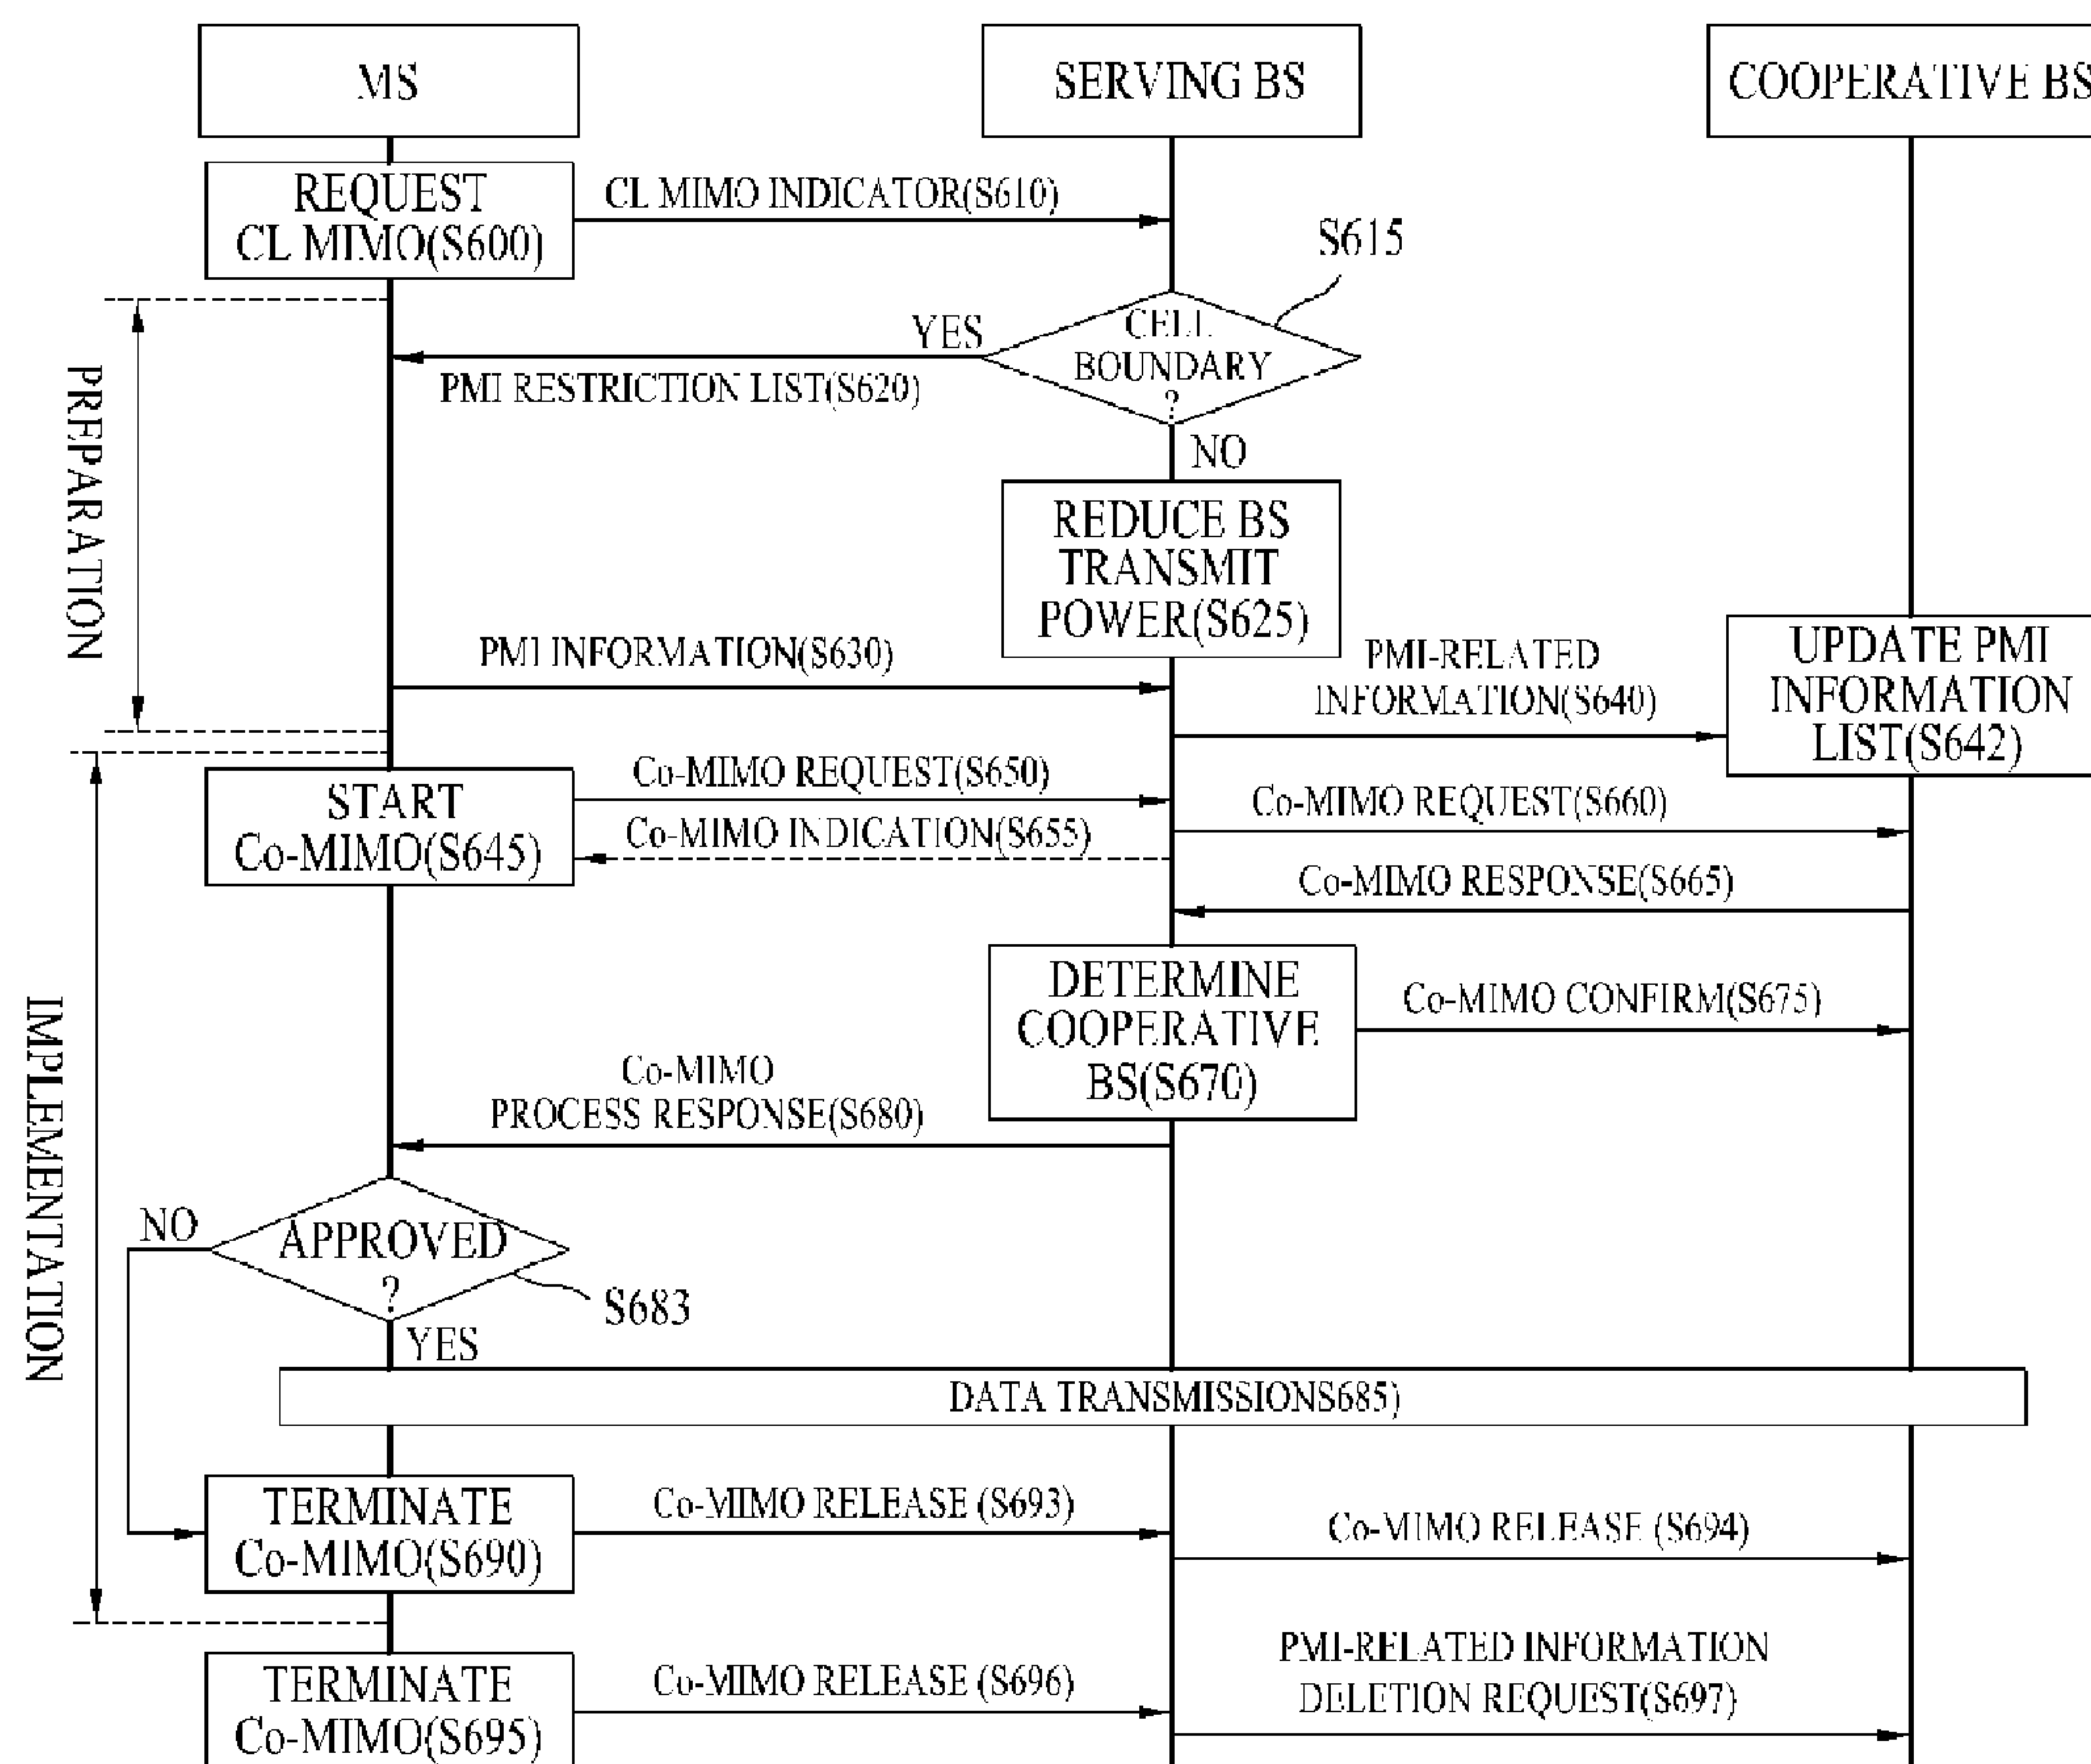 MS
SERVING BS
COOPERATIVE BS
REQUEST
CL MIMO(S600)
CL MIMO INDICATOR(S610)
S615
CELL
BOUNDARY
?
YES
PMI RESTRICTION LIST(S620)
NO
PREPARATION
REDUCE BS
TRANSMIT
POWER(S625)
PMI INFORMATION(S630)
PMI-RELATED
INFORMATION(S640)
UPDATE PMI
INFORMATION
LIST(S642)
START
Co-MIMO(S645)
Co-MIMO REQUEST(S650)
Co-MIMO INDICATION(S655)
Co-MIMO REQUEST(S660)
Co-MIMO RESPONSE(S665)
DETERMINE
COOPERATIVE
BS(S670)
Co-MIMO CONFIRM(S675)
Co-MIMO
PROCESS RESPONSE(S680)
IMPLEMENTATION
NO
APPROVED
?
S683
YES
DATA TRANSMISSIONS685)
TERMINATE
Co-MIMO(S690)
Co-MIMO RELEASE (S693)
Co-MIMO RELEASE (S694)
TERMINATE
Co-MIMO(S695)
Co-MIMO RELEASE (S696)
PMI-RELATED INFORMATION
DELETION REQUEST(S697)